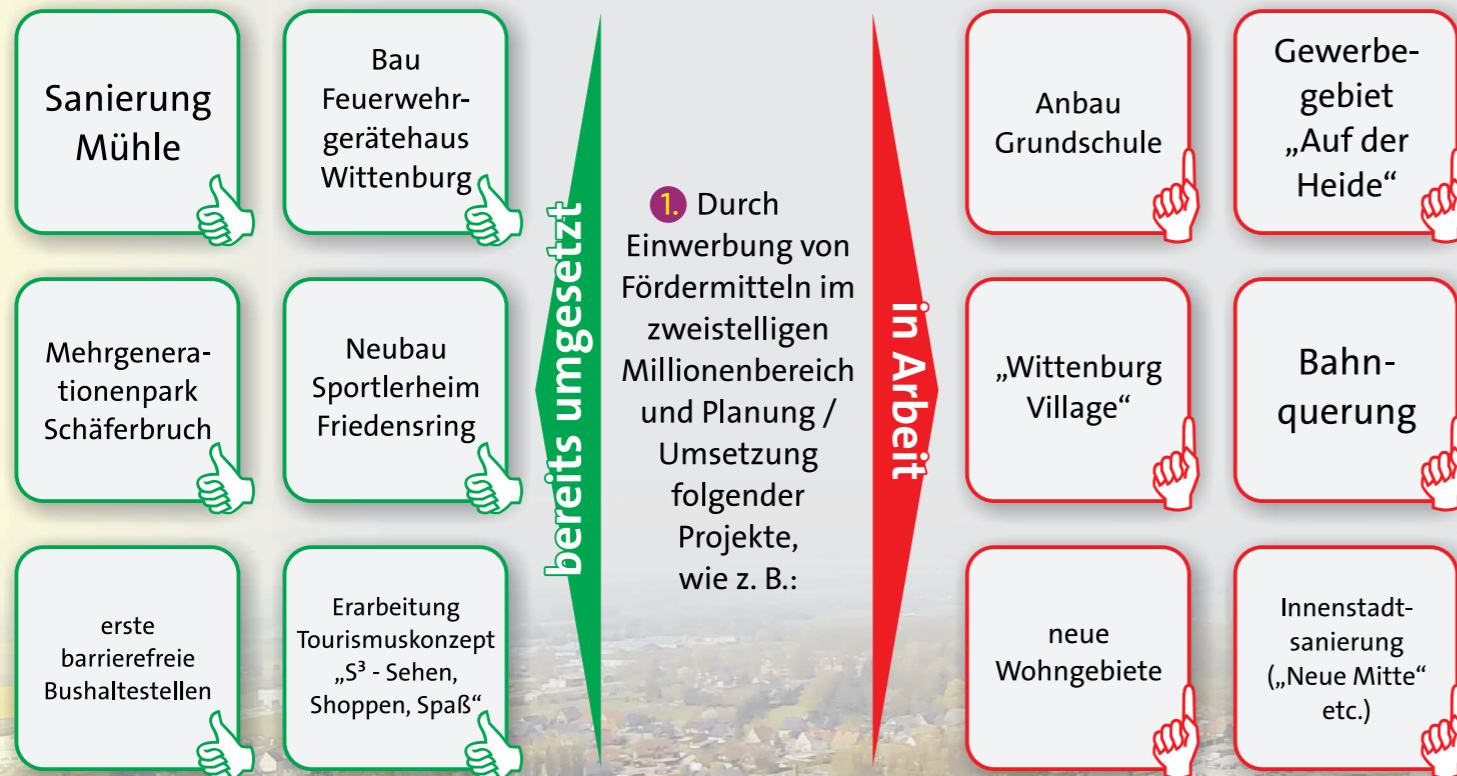 Sanierung
Mühle
Bau
Feuerwehr-
gerätehaus
Wittenburg
Mehrgenera-
tionenpark
Schäferbruch
Neubau
Sportlerheim
Friedensring
erste
barrierefreie
Bushaltestellen
Erarbeitung
Tourismuskonzept
„S³ - Sehen,
Shoppen, Spaß“
bereits umgesetzt
1. Durch
Einwerbung von
Fördermitteln im
zweistelligen
Millionenbereich
und Planung /
Umsetzung
folgender
Projekte,
wie z. B.:
in Arbeit
Anbau
Grundschule
Gewerbe-
gebiet
„Auf der
Heide“
„Wittenburg
Village“
Bahn-
querung
neue
Wohngebiete
Innenstadt-
sanierung
(„Neue Mitte“
etc.)